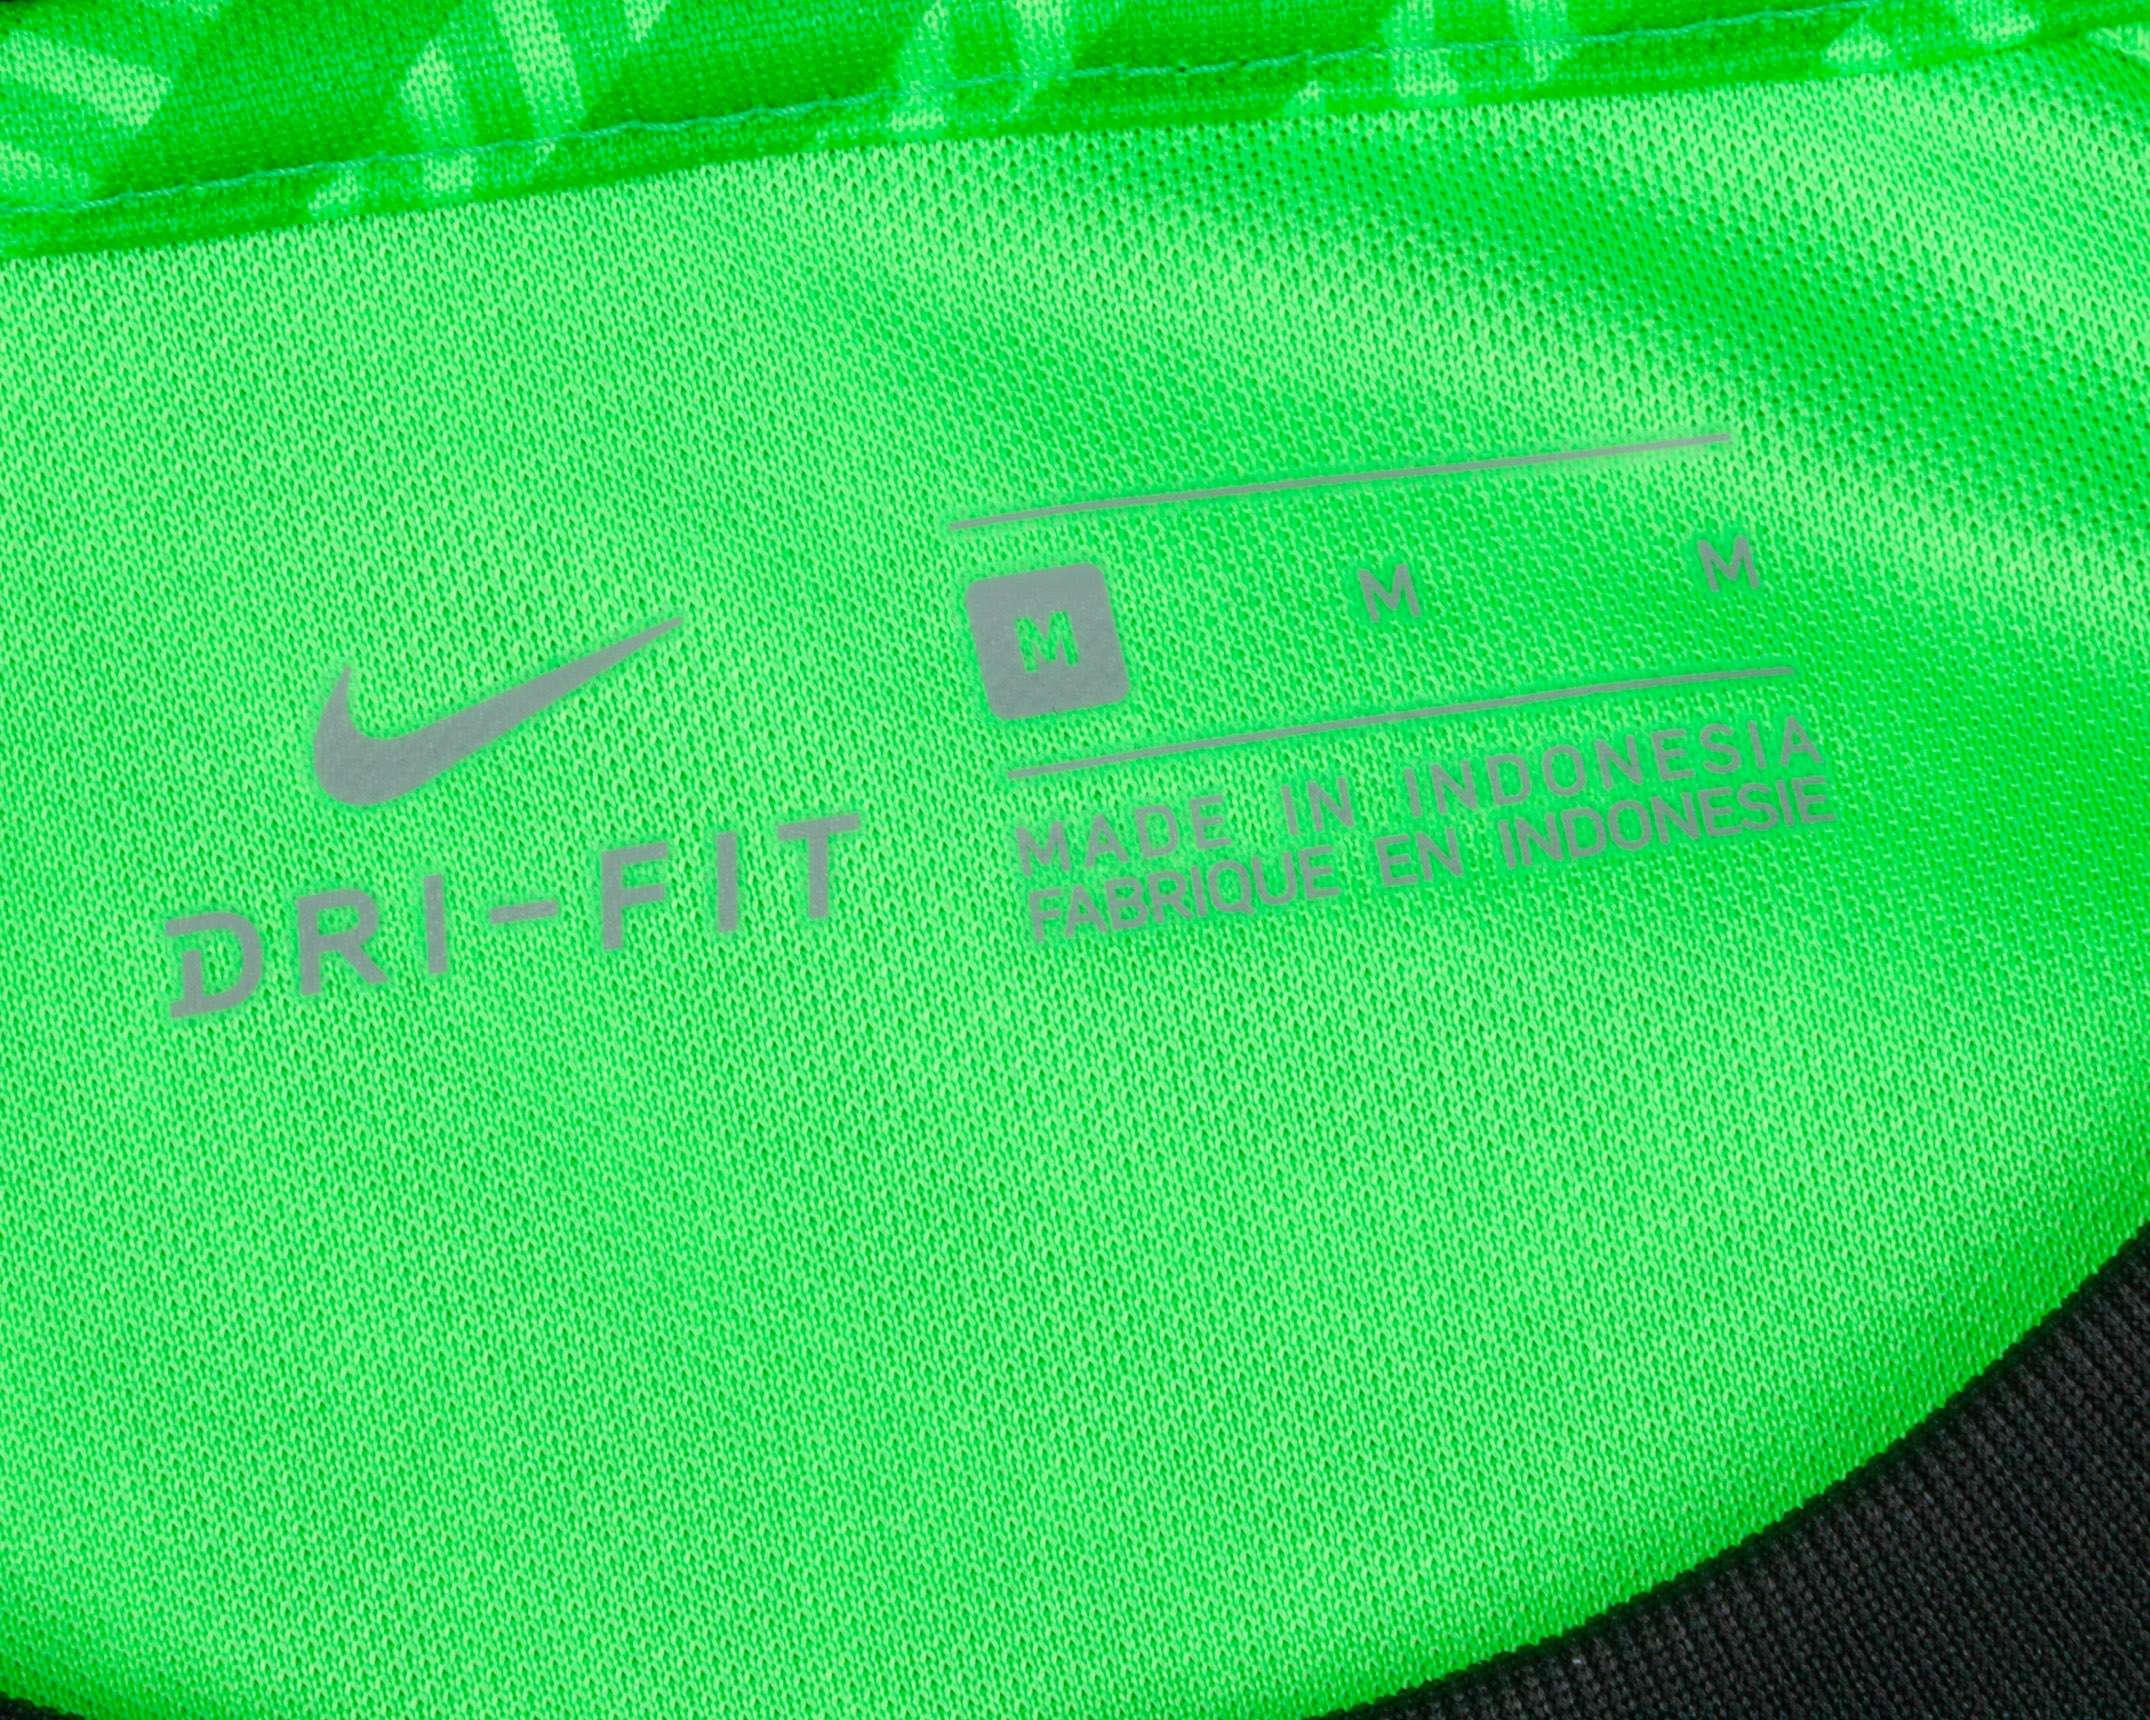 DRI-FIT
M M M
MADE IN INDONESIA
FABRIQUE EN INDONESIE